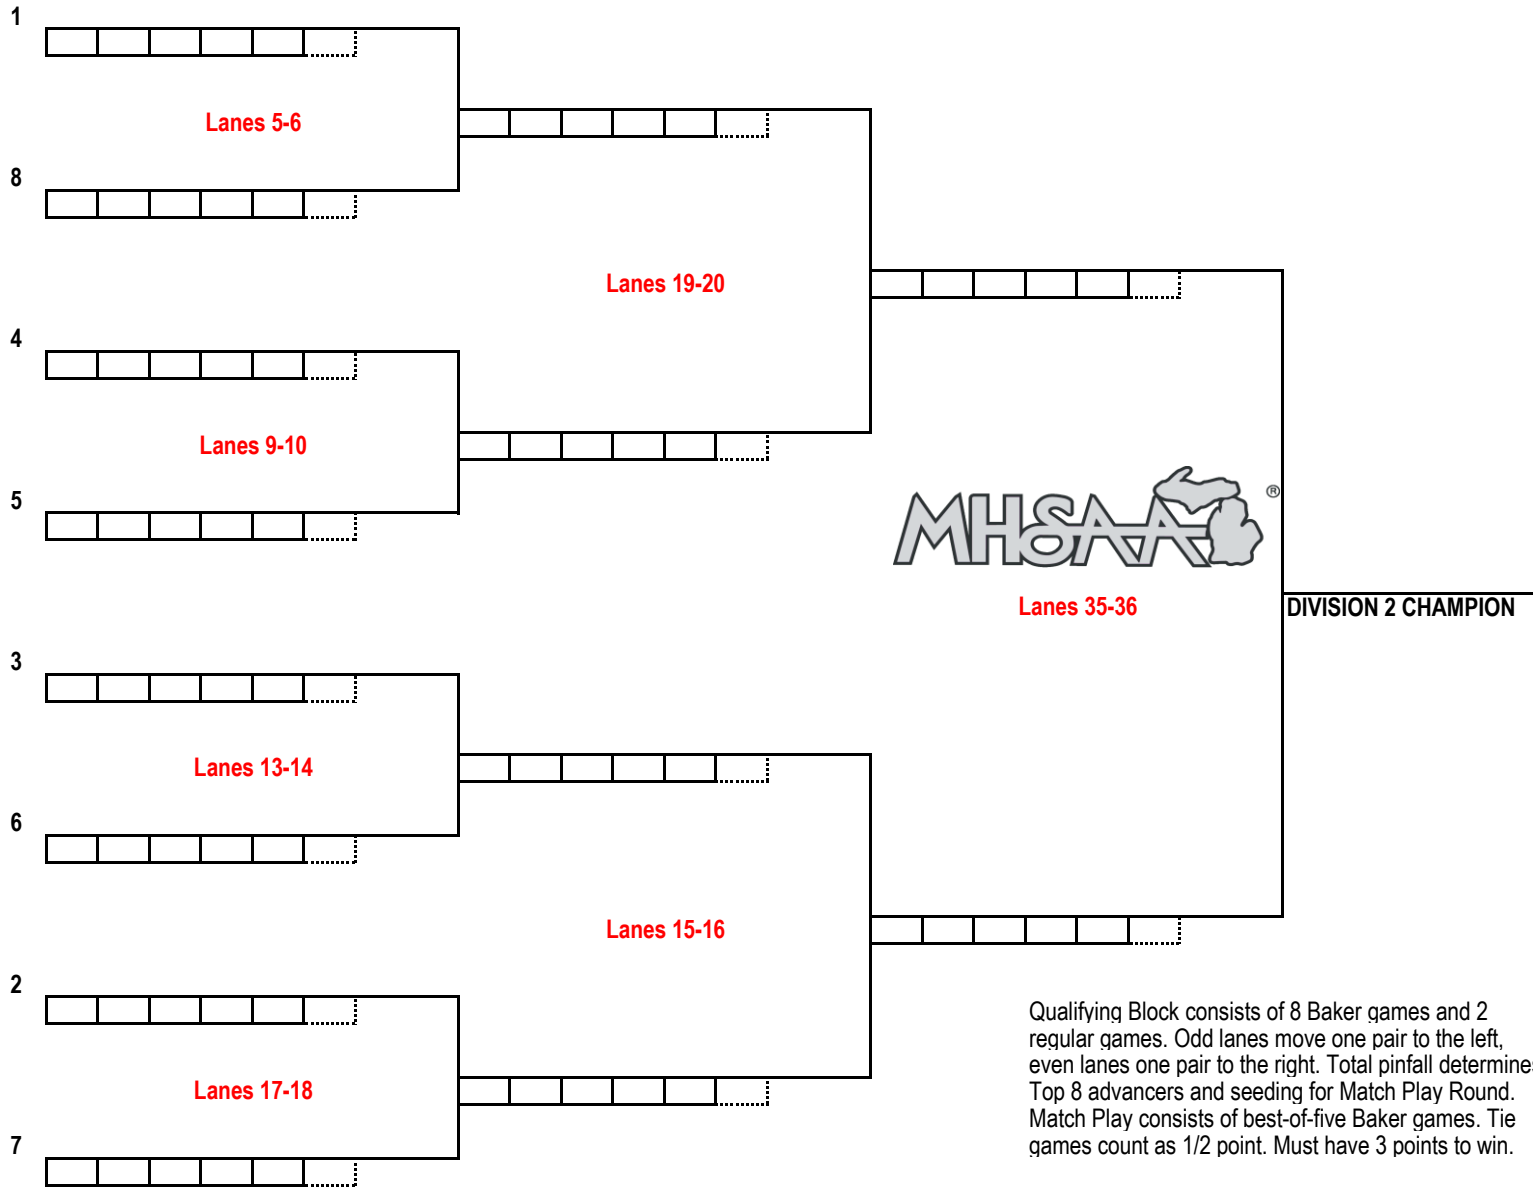 1
Lanes 5-6
8
Lanes 19-20
4
Lanes 9-10
5
MHSAA®
Lanes 35-36
DIVISION 2 CHAMPION
3
Lanes 13-14
6
Lanes 15-16
2
Lanes 17-18
7
Qualifying Block consists of 8 Baker games and 2
regular games. Odd lanes move one pair to the left,
even lanes one pair to the right. Total pinfall determines
Top 8 advancers and seeding for Match Play Round.
Match Play consists of best-of-five Baker games. Tie
games count as 1/2 point. Must have 3 points to win.